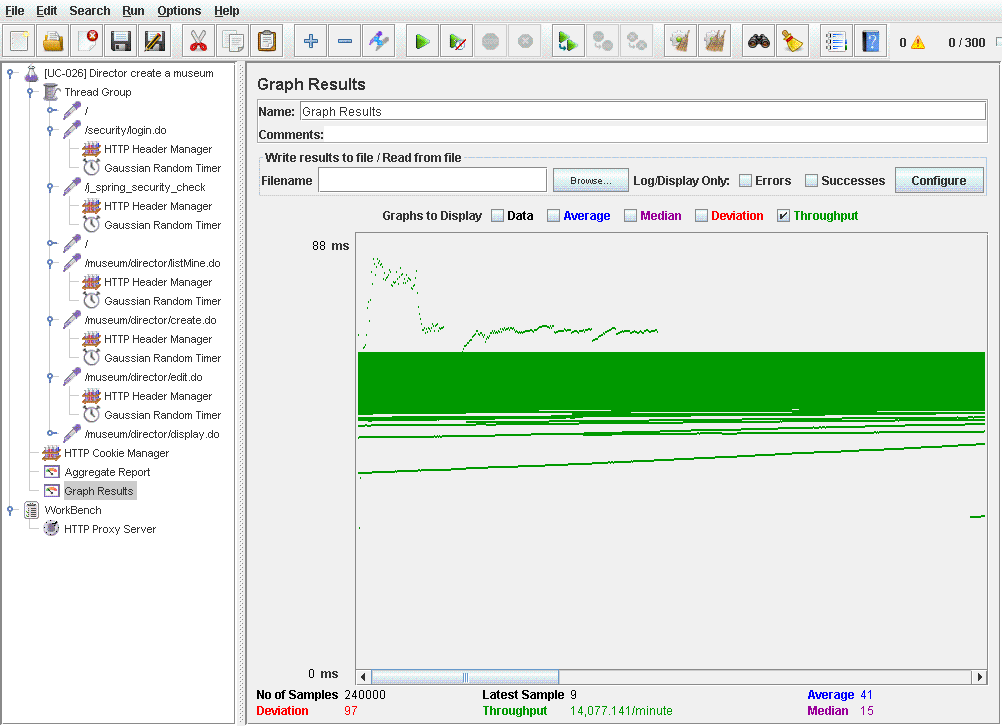 File Edit Search Run Options Help
0 0 / 300
[UC-026] Director create a museum
Thread Group
/
/security/login.do
HTTP Header Manager
Gaussian Random Timer
/j_spring_security_check
HTTP Header Manager
Gaussian Random Timer
/
/museum/director/listMine.do
HTTP Header Manager
Gaussian Random Timer
/museum/director/create.do
HTTP Header Manager
Gaussian Random Timer
/museum/director/edit.do
HTTP Header Manager
Gaussian Random Timer
/museum/director/display.do
HTTP Cookie Manager
Aggregate Report
Graph Results
WorkBench
HTTP Proxy Server
Graph Results
Name: Graph Results
Comments:
Write results to file / Read from file
Filename Browse... Log/Display Only: Errors Successes Configure
Graphs to Display Data Average Median Deviation Throughput
88 ms
0 ms
No of Samples 240000 Latest Sample 9 Average 41
Deviation 97 Throughput 14,077.141/minute Median 15